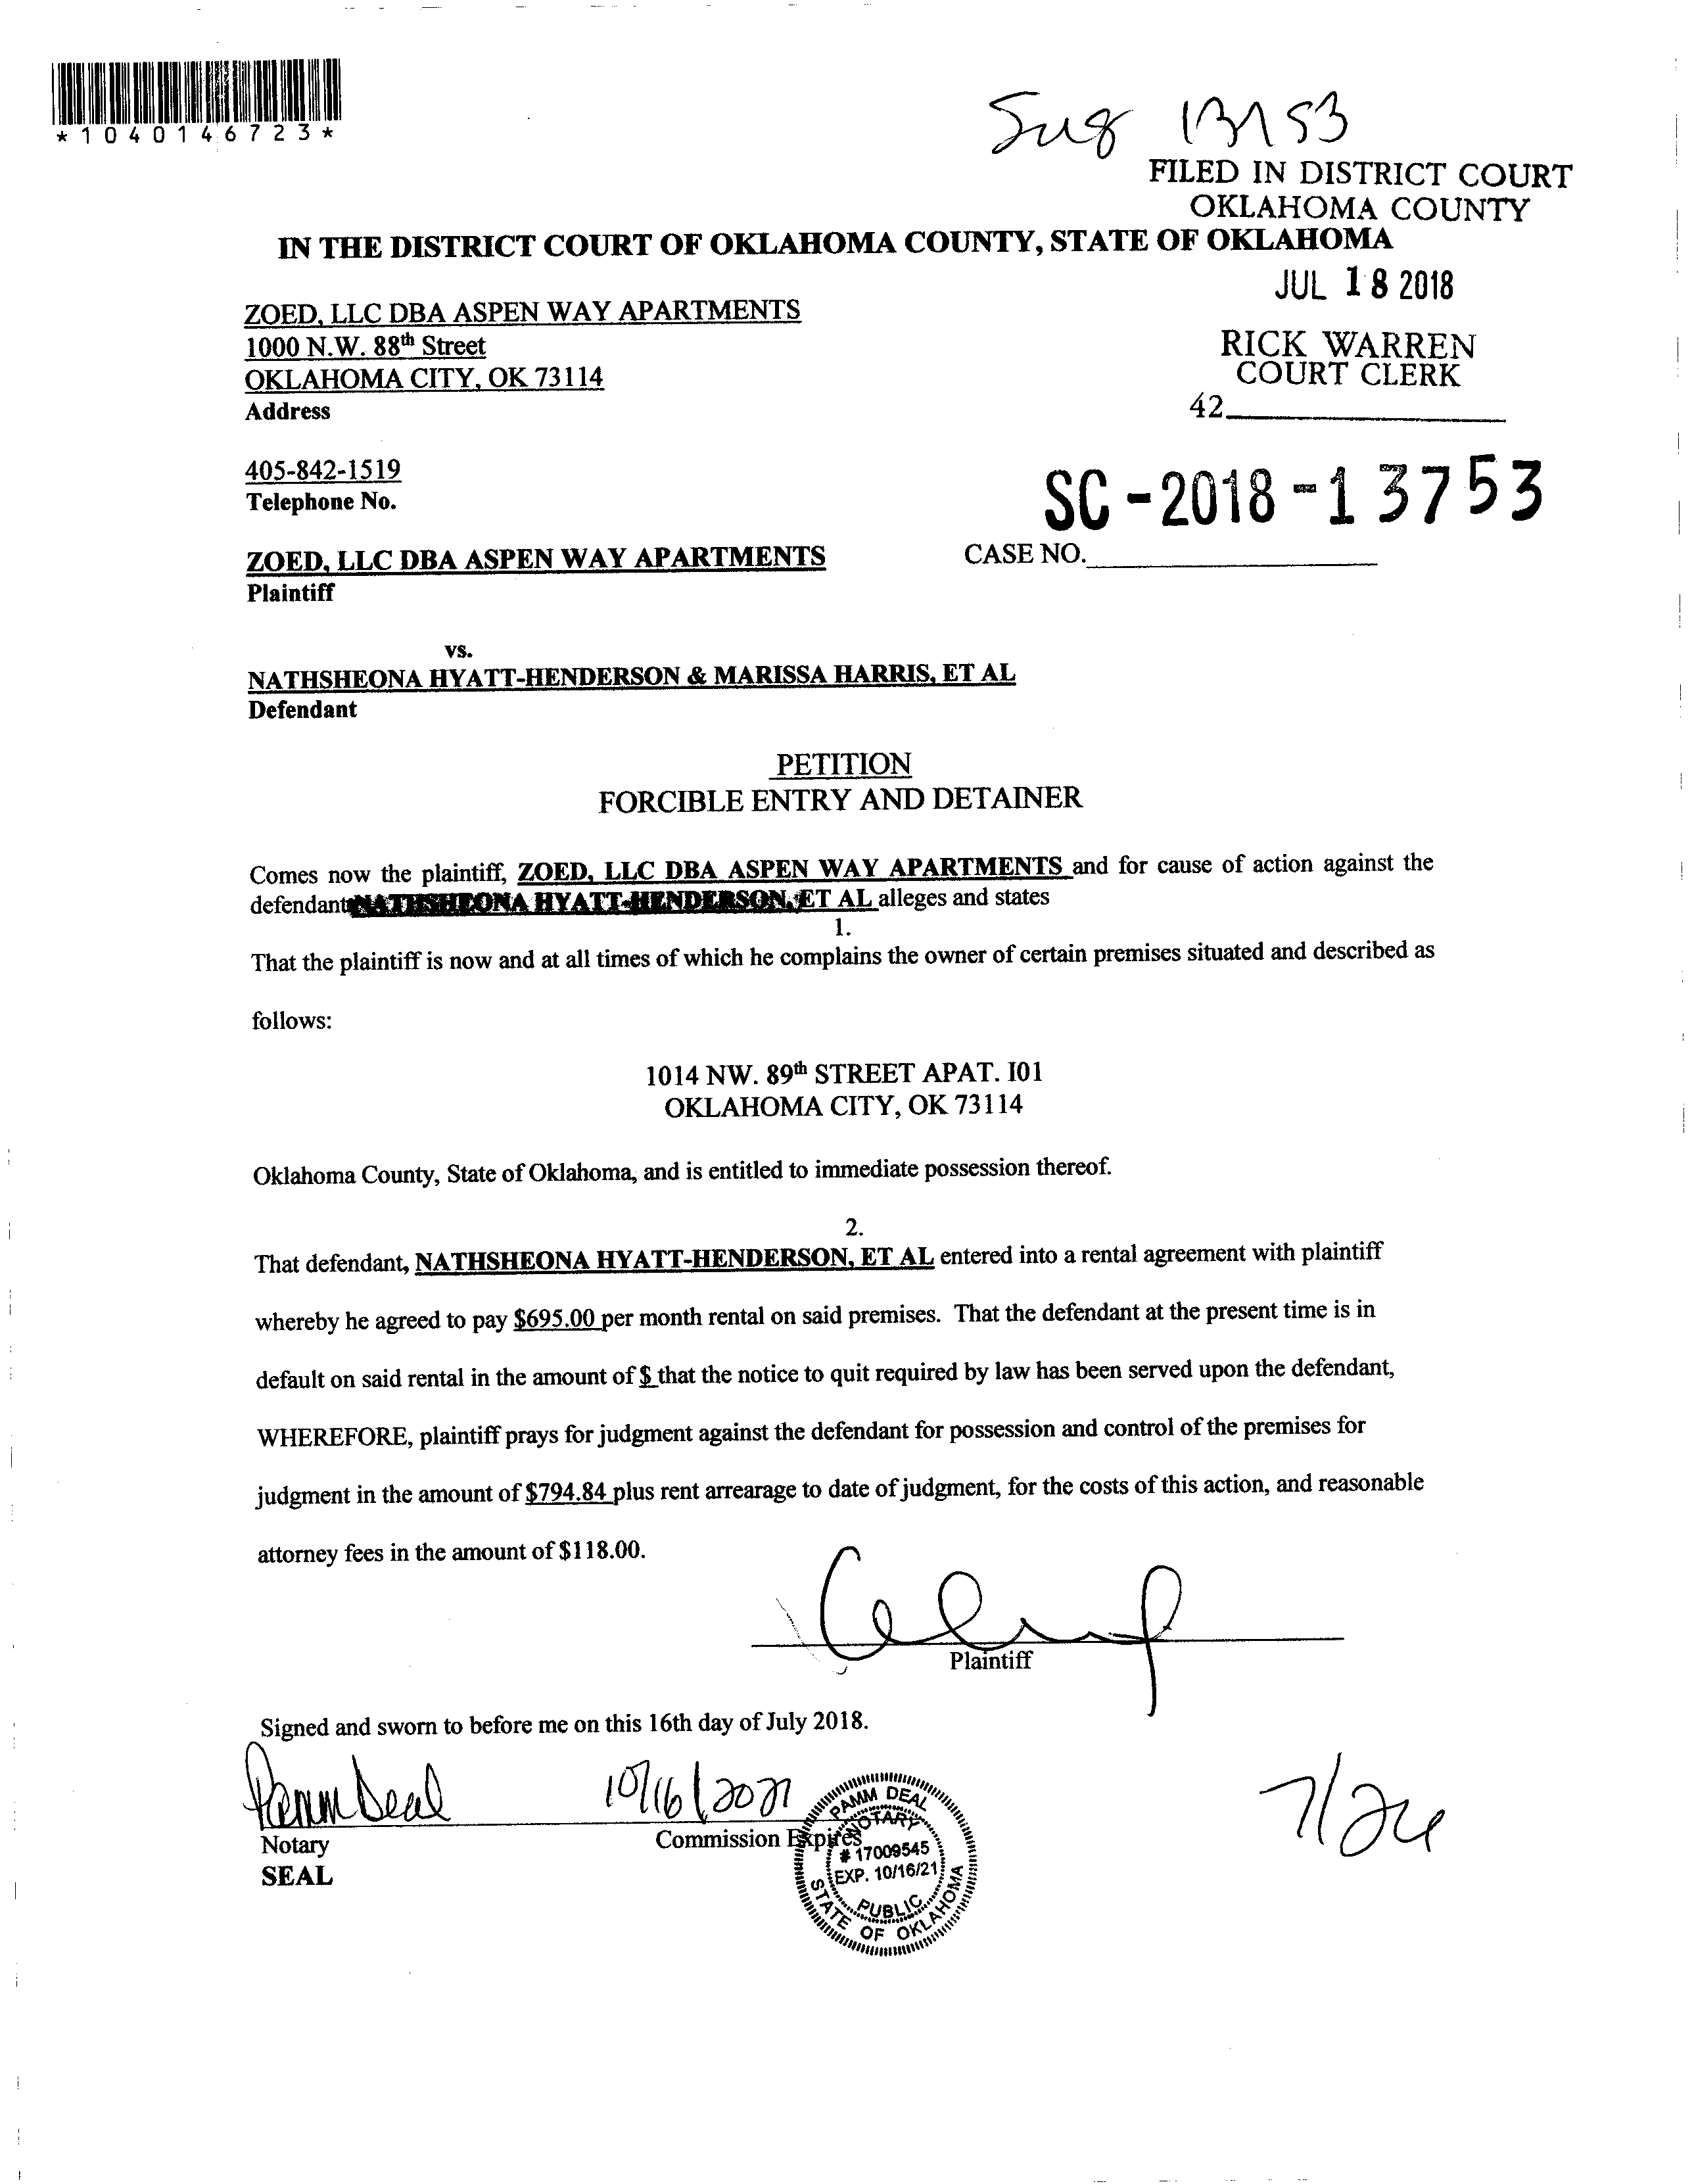 *1040146723*
FILED IN DISTRICT COURT
OKLAHOMA COUNTY
IN THE DISTRICT COURT OF OKLAHOMA COUNTY, STATE OF OKLAHOMA
JUL 18 2018
ZOED, LLC DBA ASPEN WAY APARTMENTS
1000 N.W. 88th Street
OKLAHOMA CITY, OK 73114
Address
RICK WARREN
COURT CLERK
42
405-842-1519
Telephone No.
SC-2018-13753
ZOED, LLC DBA ASPEN WAY APARTMENTS
CASE NO.
Plaintiff
vs.
NATHSHEONA HYATT-HENDERSON & MARISSA HARRIS, ET AL
Defendant
PETITION
FORCIBLE ENTRY AND DETAINER
Comes now the plaintiff, ZOED, LLC DBA ASPEN WAY APARTMENTS and for cause of action against the
defendant NATHSHEONA HYATT-HENDERSON, ET AL alleges and states
1.
That the plaintiff is now and at all times of which he complains the owner of certain premises situated and described as
follows:
1014 NW. 89th STREET APAT. I01
OKLAHOMA CITY, OK 73114
Oklahoma County, State of Oklahoma, and is entitled to immediate possession thereof.
2.
That defendant, NATHSHEONA HYATT-HENDERSON, ET AL entered into a rental agreement with plaintiff
whereby he agreed to pay $695.00 per month rental on said premises. That the defendant at the present time is in
default on said rental in the amount of $ that the notice to quit required by law has been served upon the defendant,
WHEREFORE, plaintiff prays for judgment against the defendant for possession and control of the premises for
judgment in the amount of $794.84 plus rent arrearage to date of judgment, for the costs of this action, and reasonable
attorney fees in the amount of $118.00.
Plaintiff
Signed and sworn to before me on this 16th day of July 2018.
Pamm Deal
10/16/2021
Notary
Commission Expires
SEAL
PAMM DEAL
NOTARY
# 17009545
EXP. 10/16/21
PUBLIC
STATE OF OKLAHOMA
7/24